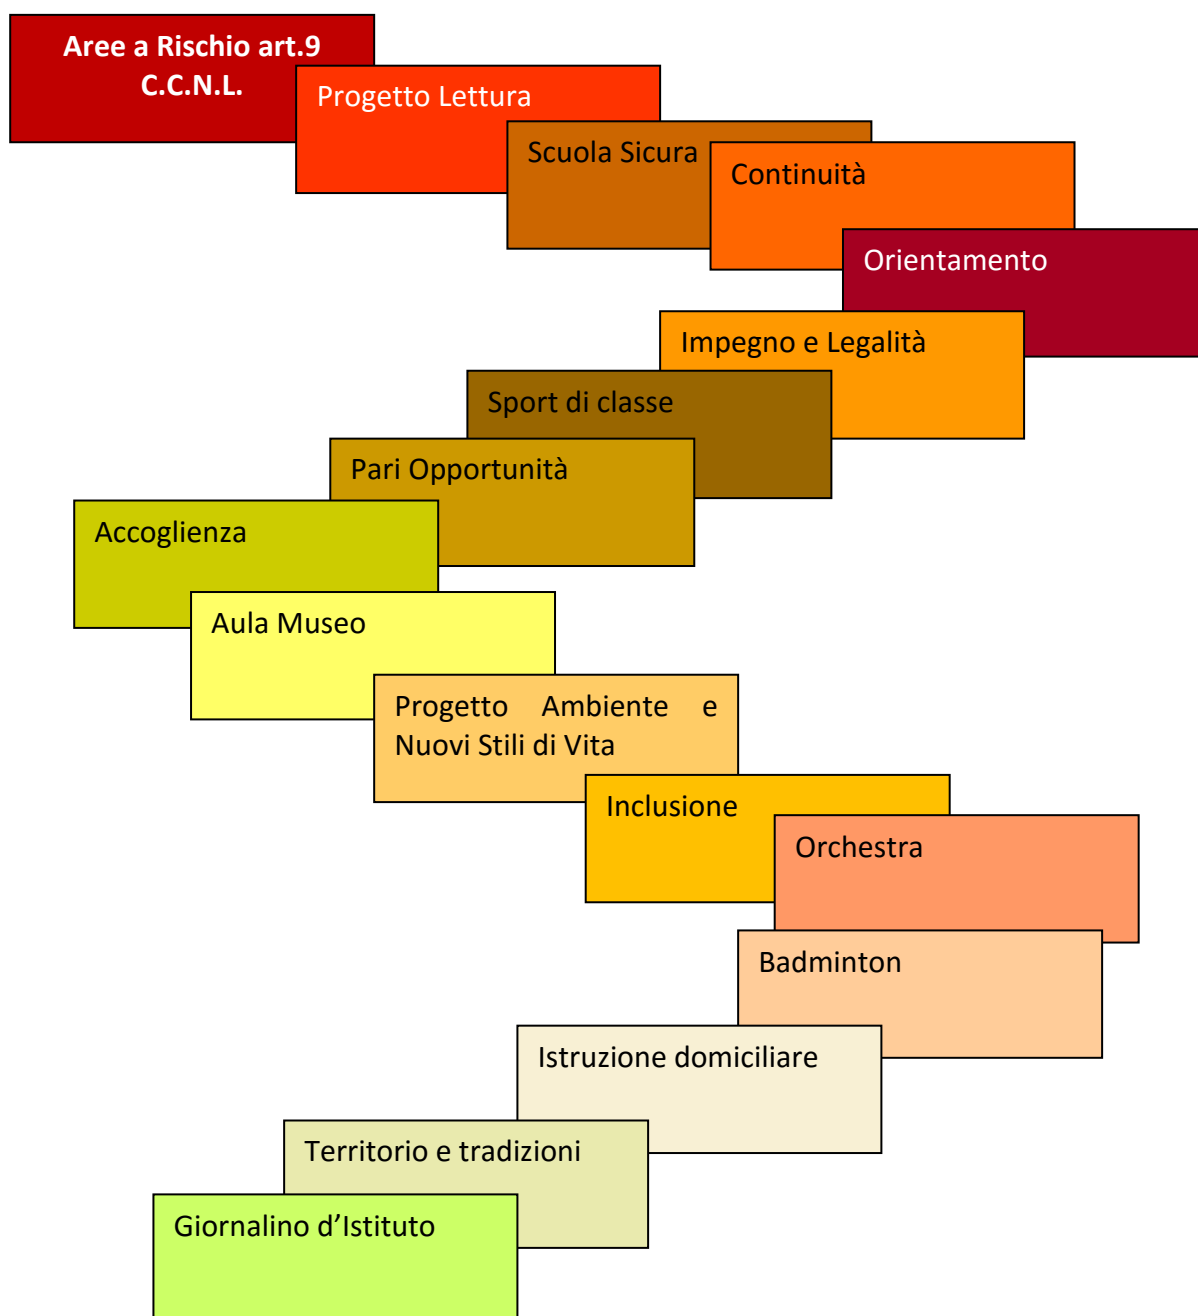 Aree a Rischio art.9
C.C.N.L.
Progetto Lettura
Scuola Sicura
Continuità
Orientamento
Impegno e Legalità
Sport di classe
Pari Opportunità
Accoglienza
Aula Museo
Progetto Ambiente e
Nuovi Stili di Vita
Inclusione
Orchestra
Badminton
Istruzione domiciliare
Territorio e tradizioni
Giornalino d’Istituto